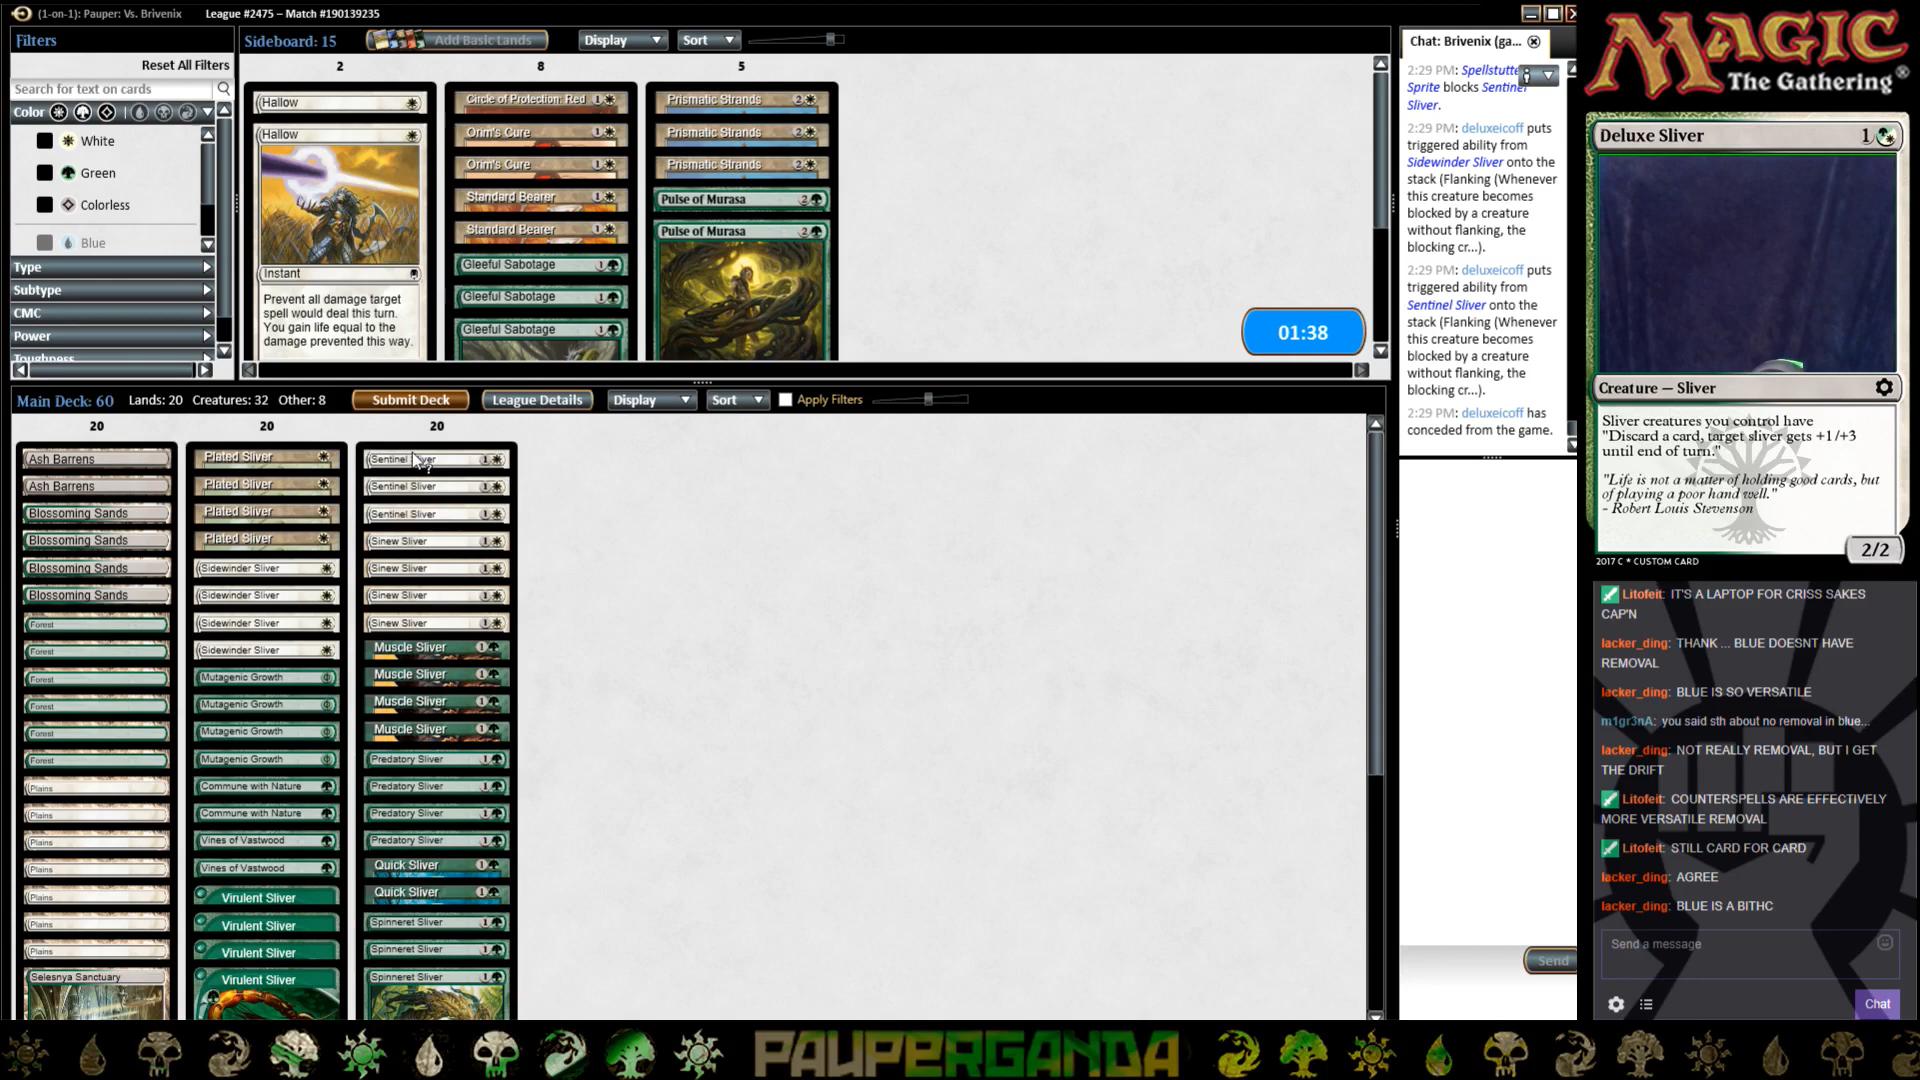 (1-on-1): Pauper: Vs. Brivenix
League #2475 – Match #190139235
Filters
Reset All Filters
Search for text on cards
Color
White
Green
Colorless
Blue
Type
Subtype
CMC
Power
Toughness
Sideboard: 15
Add Basic Lands
Display
Sort
2
8
5
Hallow
Hallow
Instant
Prevent all damage target
spell would deal this turn.
You gain life equal to the
damage prevented this way.
Circle of Protection: Red
Orim's Cure
Orim's Cure
Standard Bearer
Standard Bearer
Gleeful Sabotage
Gleeful Sabotage
Gleeful Sabotage
Prismatic Strands
Prismatic Strands
Prismatic Strands
Pulse of Murasa
Pulse of Murasa
01:38
Main Deck: 60
Lands: 20
Creatures: 32
Other: 8
Submit Deck
League Details
Display
Sort
Apply Filters
20
20
20
Ash Barrens
Ash Barrens
Blossoming Sands
Blossoming Sands
Blossoming Sands
Blossoming Sands
Forest
Forest
Forest
Forest
Forest
Forest
Plains
Plains
Plains
Plains
Plains
Plains
Plains
Selesnya Sanctuary
Plated Sliver
Plated Sliver
Plated Sliver
Plated Sliver
Sidewinder Sliver
Sidewinder Sliver
Sidewinder Sliver
Sidewinder Sliver
Mutagenic Growth
Mutagenic Growth
Mutagenic Growth
Mutagenic Growth
Commune with Nature
Commune with Nature
Vines of Vastwood
Vines of Vastwood
Virulent Sliver
Virulent Sliver
Virulent Sliver
Virulent Sliver
Sentinel Sliver
Sentinel Sliver
Sentinel Sliver
Sinew Sliver
Sinew Sliver
Sinew Sliver
Sinew Sliver
Muscle Sliver
Muscle Sliver
Muscle Sliver
Muscle Sliver
Predatory Sliver
Predatory Sliver
Predatory Sliver
Predatory Sliver
Quick Sliver
Quick Sliver
Spinneret Sliver
Spinneret Sliver
Spinneret Sliver
Chat: Brivenix (ga...
2:29 PM: Spellstutte
Sprite blocks Sentinel
Sliver.
2:29 PM: deluxeicoff puts
triggered ability from
Sidewinder Sliver onto the
stack (Flanking (Whenever
this creature becomes
blocked by a creature
without flanking, the
blocking cr...).
2:29 PM: deluxeicoff puts
triggered ability from
Sentinel Sliver onto the
stack (Flanking (Whenever
this creature becomes
blocked by a creature
without flanking, the
blocking cr...).
2:29 PM: deluxeicoff has
conceded from the game.
Send
MAGIC
The Gathering®
Deluxe Sliver 1
Creature — Sliver
Sliver creatures you control have
"Discard a card, target sliver gets +1/+3
until end of turn."
"Life is not a matter of holding good cards, but
of playing a poor hand well."
- Robert Louis Stevenson
2/2
2017 C * CUSTOM CARD
Litofeit: IT'S A LAPTOP FOR CRISS SAKES
CAP'N
lacker_ding: THANK ... BLUE DOESNT HAVE
REMOVAL
lacker_ding: BLUE IS SO VERSATILE
m1gr3nA: you said sth about no removal in blue...
lacker_ding: NOT REALLY REMOVAL, BUT I GET
THE DRIFT
Litofeit: COUNTERSPELLS ARE EFFECTIVELY
MORE VERSATILE REMOVAL
Litofeit: STILL CARD FOR CARD
lacker_ding: AGREE
lacker_ding: BLUE IS A BITHC
Send a message
Chat
PAUPERGANDA